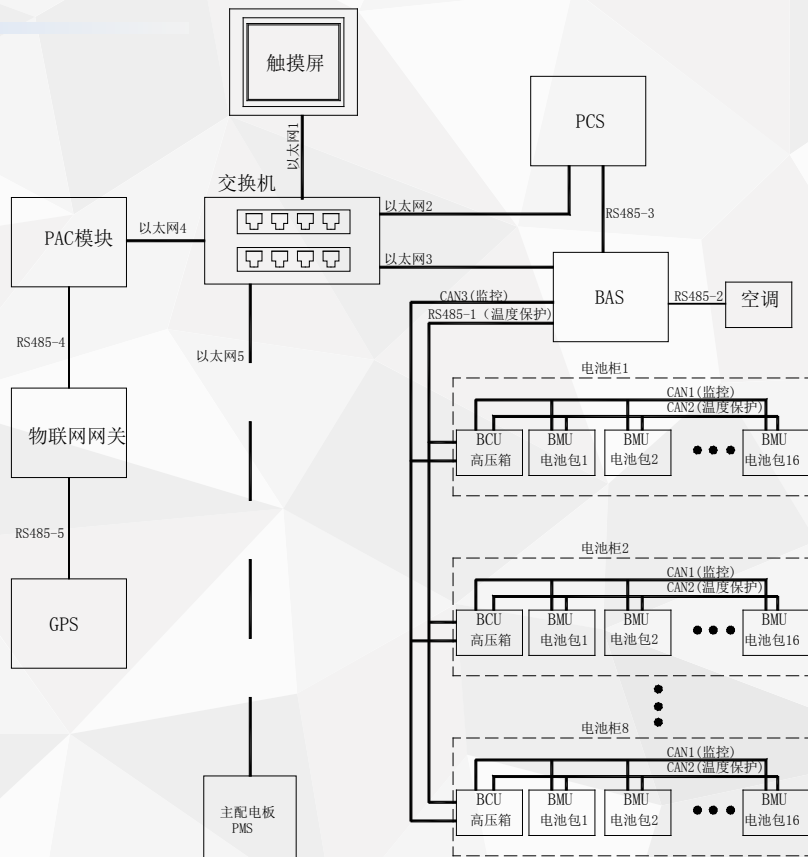 触摸屏
以太网1
PCS
交换机
以太网2
RS485-3
PAC模块
以太网4
以太网3
BAS
RS485-2
空调
CAN3(监控)
RS485-1（温度保护）
RS485-4
以太网5
电池柜1
CAN1(监控)
CAN2(温度保护)
BCU
高压箱
BMU
电池包1
BMU
电池包2
BMU
电池包16
物联网网关
RS485-5
电池柜2
CAN1(监控)
CAN2(温度保护)
BCU
高压箱
BMU
电池包1
BMU
电池包2
BMU
电池包16
GPS
电池柜8
CAN1(监控)
CAN2(温度保护)
BCU
高压箱
BMU
电池包1
BMU
电池包2
BMU
电池包16
主配电板
PMS